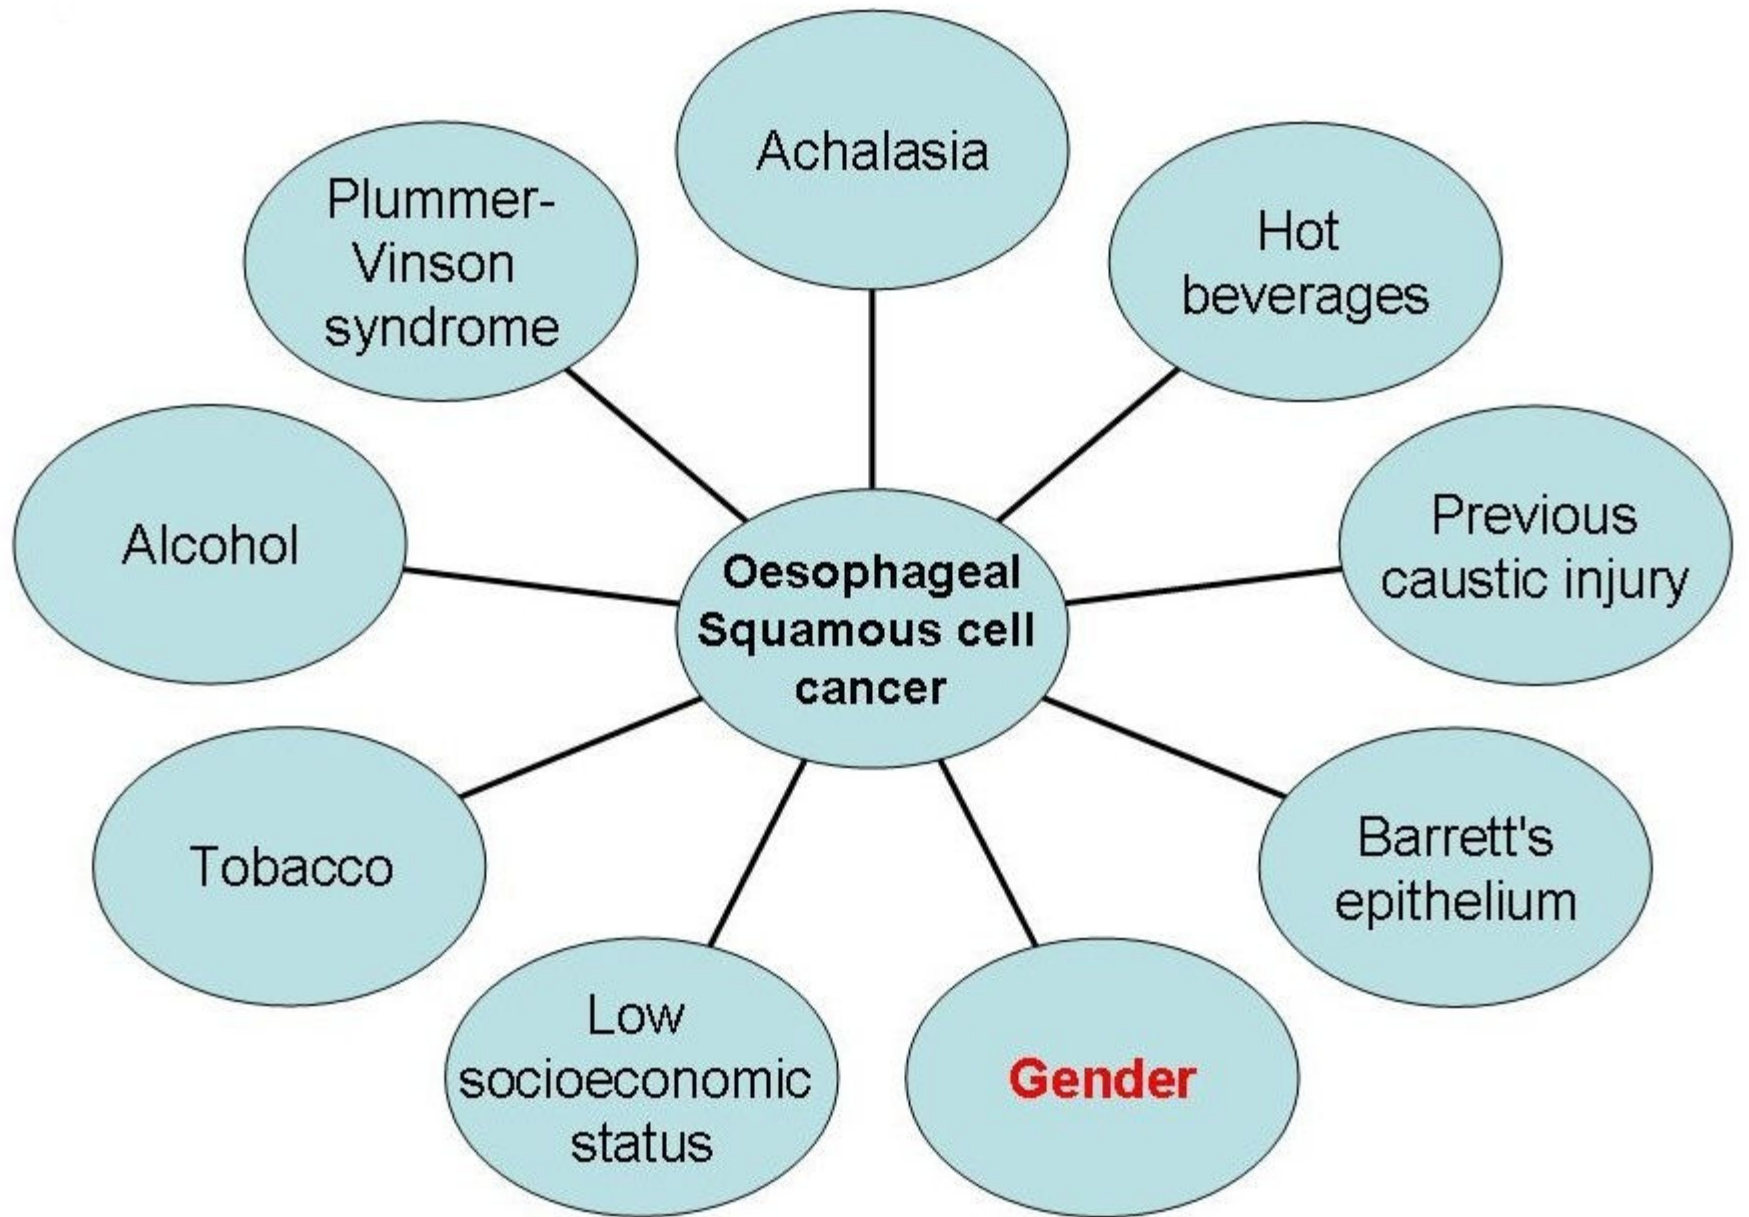 Achalasia
Plummer-
Vinson
syndrome
Hot
beverages
Alcohol
Previous
caustic injury
Oesophageal
Squamous cell
cancer
Tobacco
Barrett's
epithelium
Low
socioeconomic
status
Gender